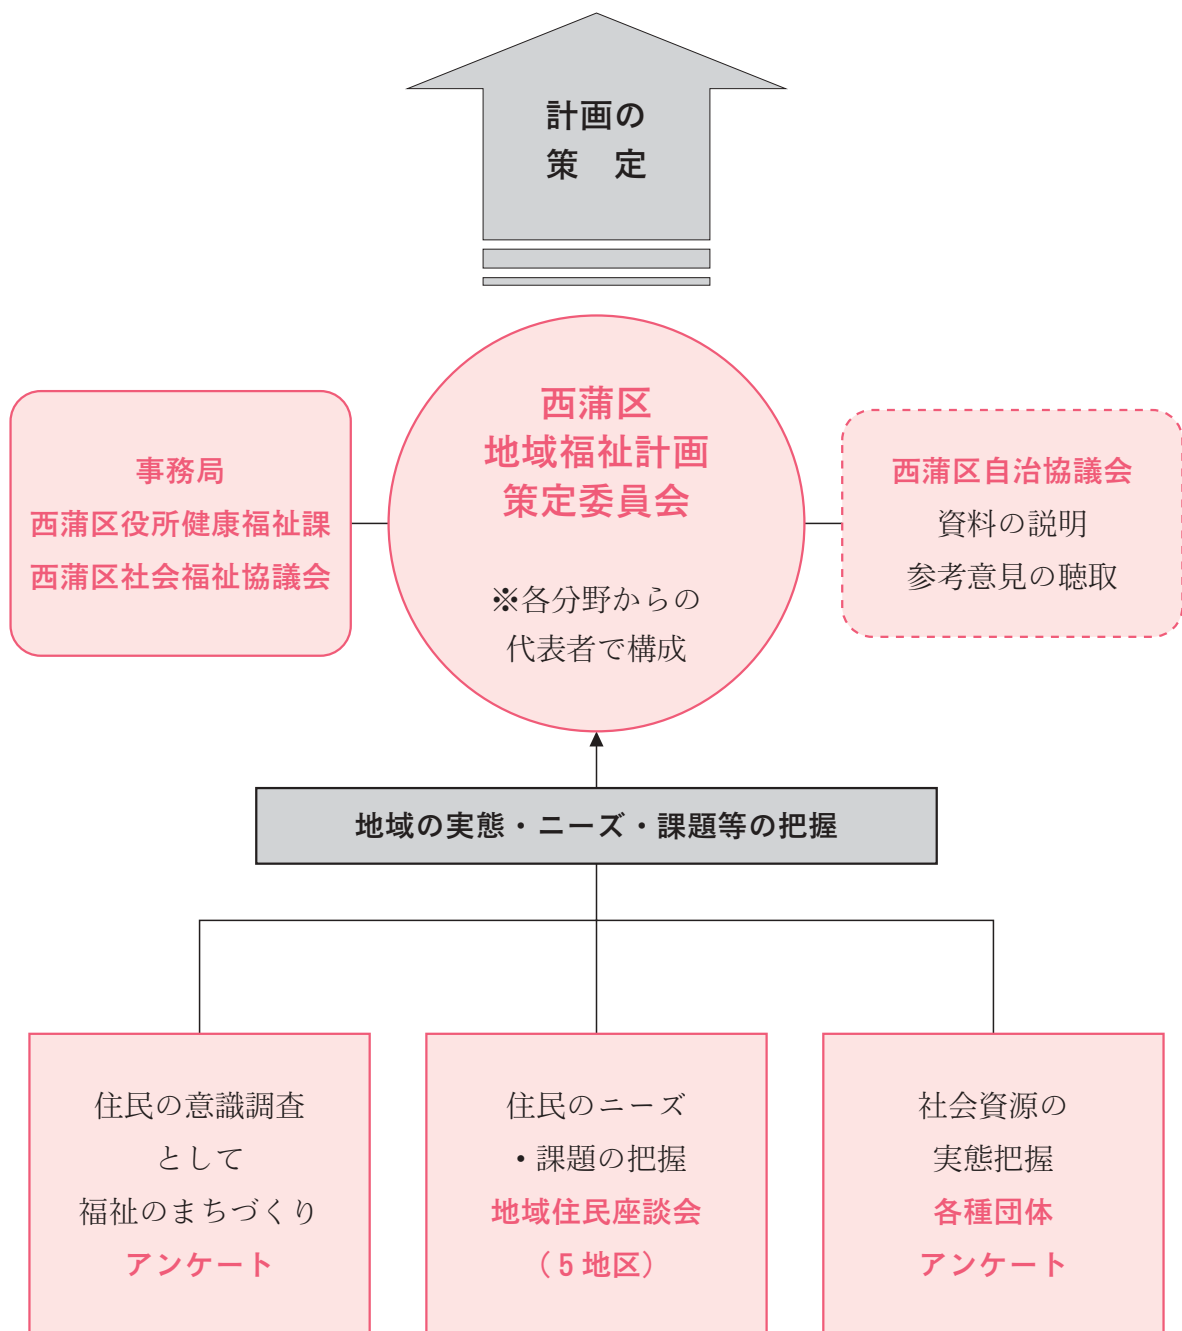 計画の
策　定
西蒲区
地域福祉計画
策定委員会
※各分野からの
代表者で構成
事務局
西蒲区役所健康福祉課
西蒲区社会福祉協議会
西蒲区自治協議会
資料の説明
参考意見の聴取
地域の実態・ニーズ・課題等の把握
住民の意識調査
として
福祉のまちづくり
アンケート
住民のニーズ
・課題の把握
地域住民座談会
（5地区）
社会資源の
実態把握
各種団体
アンケート